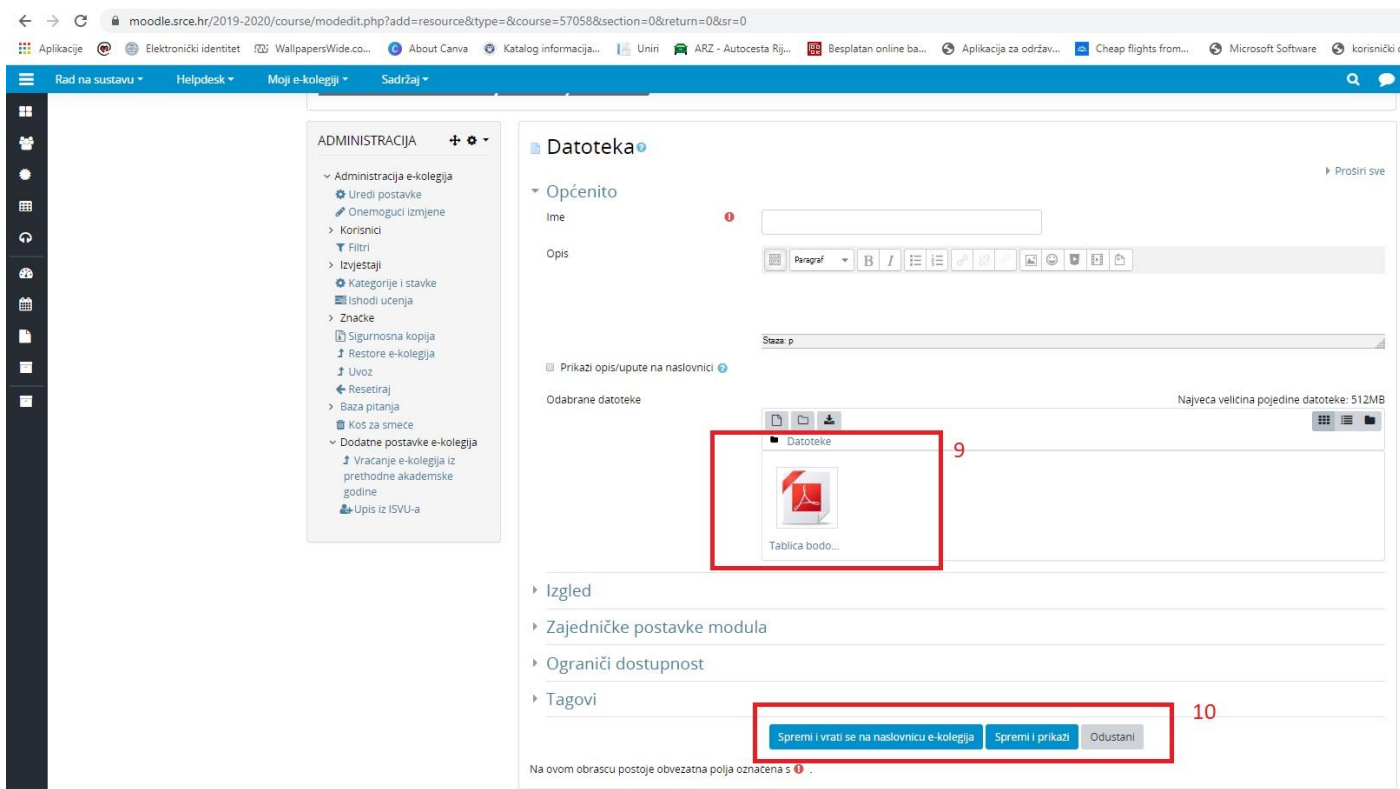 moodle.srce.hr/2019-2020/course/modedit.php?add=resource&type=&course=57058&section=0&return=0&sr=0
Aplikacije Elektronički identitet WallpapersWide.co... About Canva Katalog informacija... Uniri ARZ - Autocesta Rij... Besplatan online ba... Aplikacija za održav... Cheap flights from... Microsoft Software korisnički
Rad na sustavu Helpdesk Moji e-kolegiji Sadržaj
ADMINISTRACIJA
Administracija e-kolegija
Uredi postavke
Onemogući izmjene
Korisnici
Filtri
Izvještaji
Kategorije i stavke
Ishodi učenja
Značke
Sigurnosna kopija
Restore e-kolegija
Uvoz
Resetiraj
Baza pitanja
Koš za smeće
Dodatne postavke e-kolegija
Vraćanje e-kolegija iz
prethodne akademske
godine
Upis iz ISVU-a
Datoteka
Proširi sve
Općenito
Ime
Opis
Paragraf B I
Staza: p
Prikaži opis/upute na naslovnici
Odabrane datoteke
Najveća veličina pojedine datoteke: 512MB
Datoteke
9
Tablica bodo...
Izgled
Zajedničke postavke modula
Ograniči dostupnost
Tagovi
10
Spremi i vrati se na naslovnicu e-kolegija Spremi i prikaži Odustani
Na ovom obrascu postoje obvezatna polja označena s .